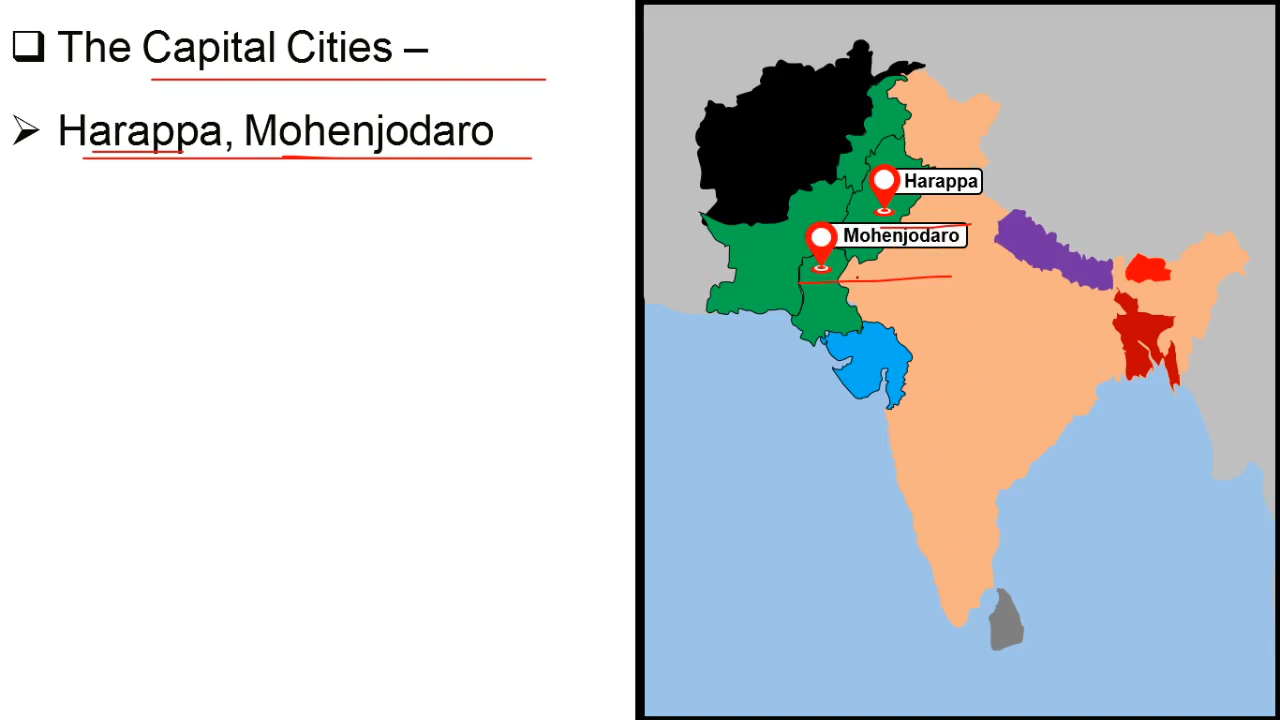 The Capital Cities –
Harappa, Mohenjodaro
Harappa
Mohenjodaro